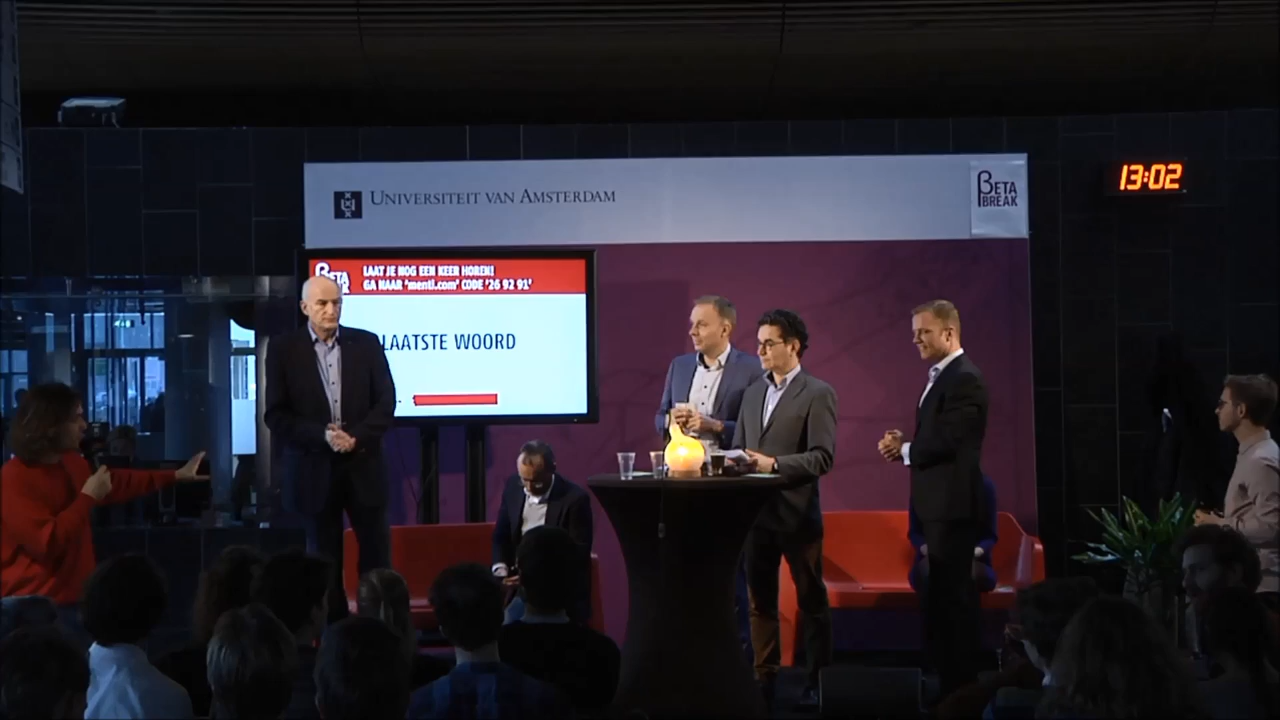 UNIVERSITEIT VAN AMSTERDAM
βETA
BREAK
13:02
LAAT JE NOG EEN KEER HOREN!
GA NAAR 'menti.com' CODE '26 92 91'
LAATSTE WOORD